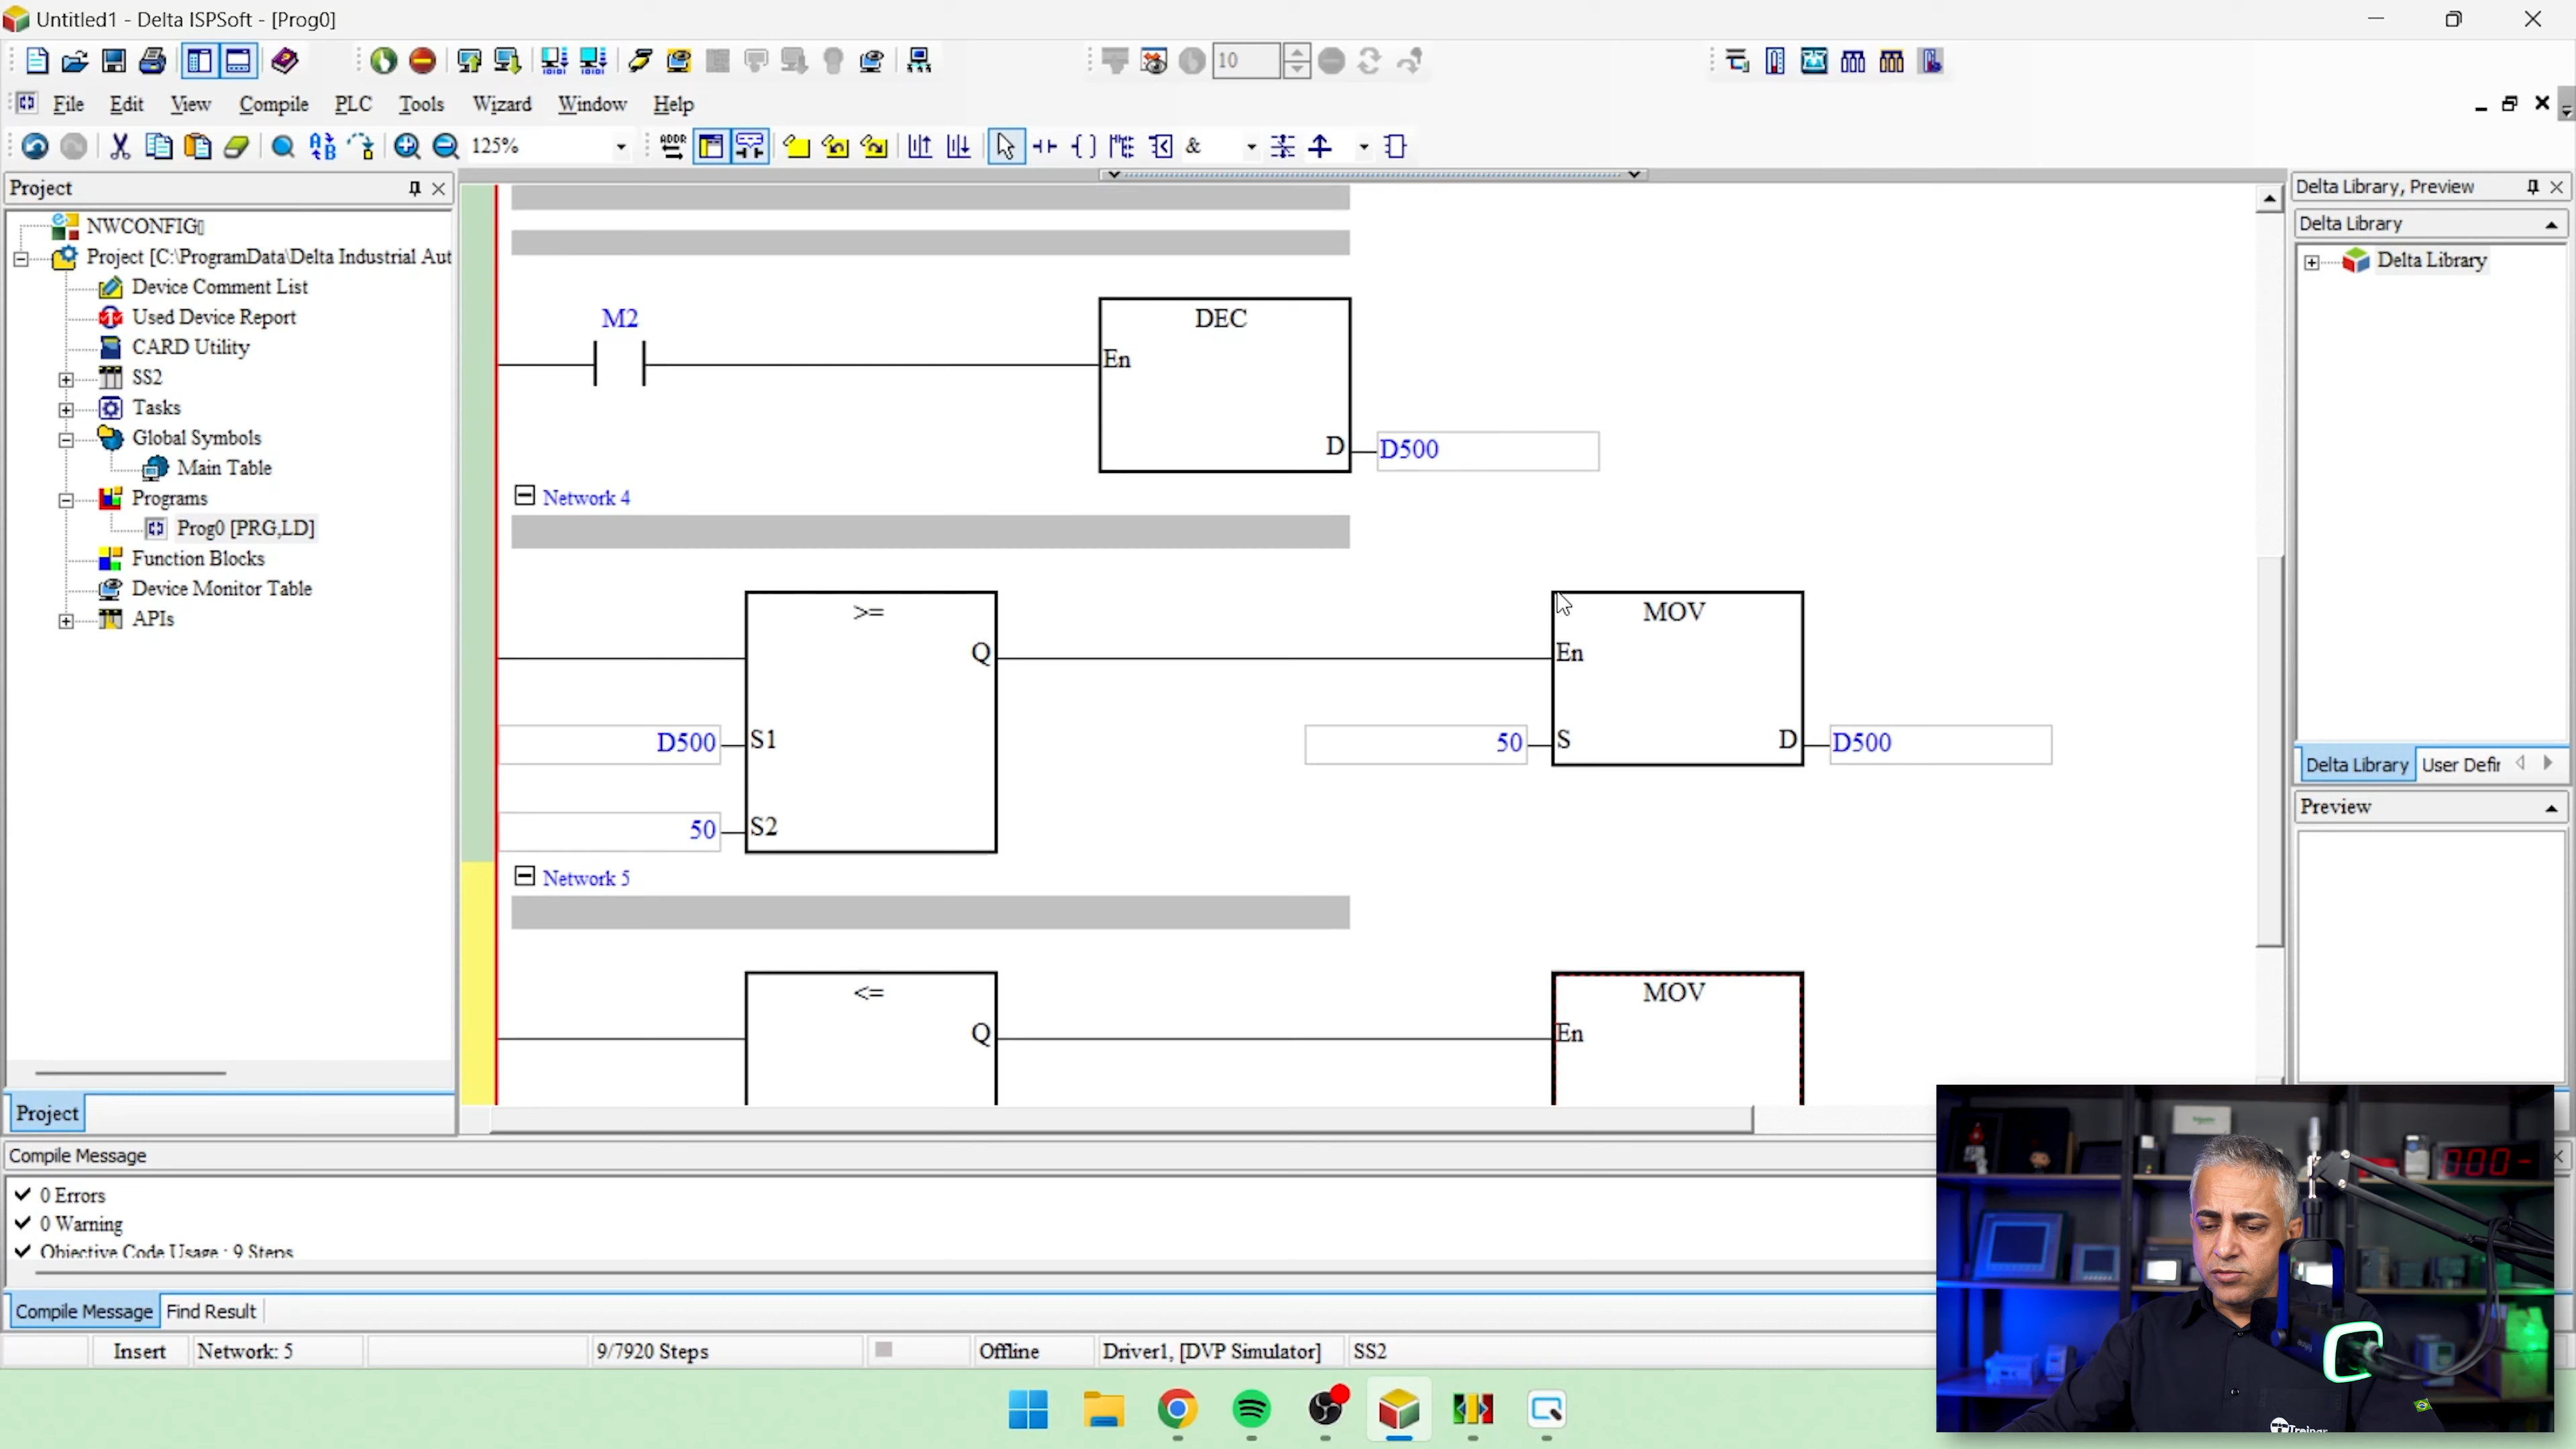 Untitled1 - Delta ISPSoft - [Prog0]
10
File Edit View Compile PLC Tools Wizard Window Help
125%
ADDR
&
Project
NWCONFIG
Project [C:\ProgramData\Delta Industrial Aut
Device Comment List
Used Device Report
CARD Utility
SS2
Tasks
Global Symbols
Main Table
Programs
Prog0 [PRG,LD]
Function Blocks
Device Monitor Table
APIs
Project
M2
DEC
En
D
D500
Network 4
>=
Q
D500
S1
50
S2
MOV
En
50
S
D
D500
Network 5
<=
Q
MOV
En
Delta Library, Preview
Delta Library
Delta Library
Delta Library User Defir
Preview
Compile Message
0 Errors
0 Warning
Objective Code Usage : 9 Steps
Compile Message Find Result
Insert Network: 5 9/7920 Steps Offline Driver1, [DVP Simulator] SS2
000-